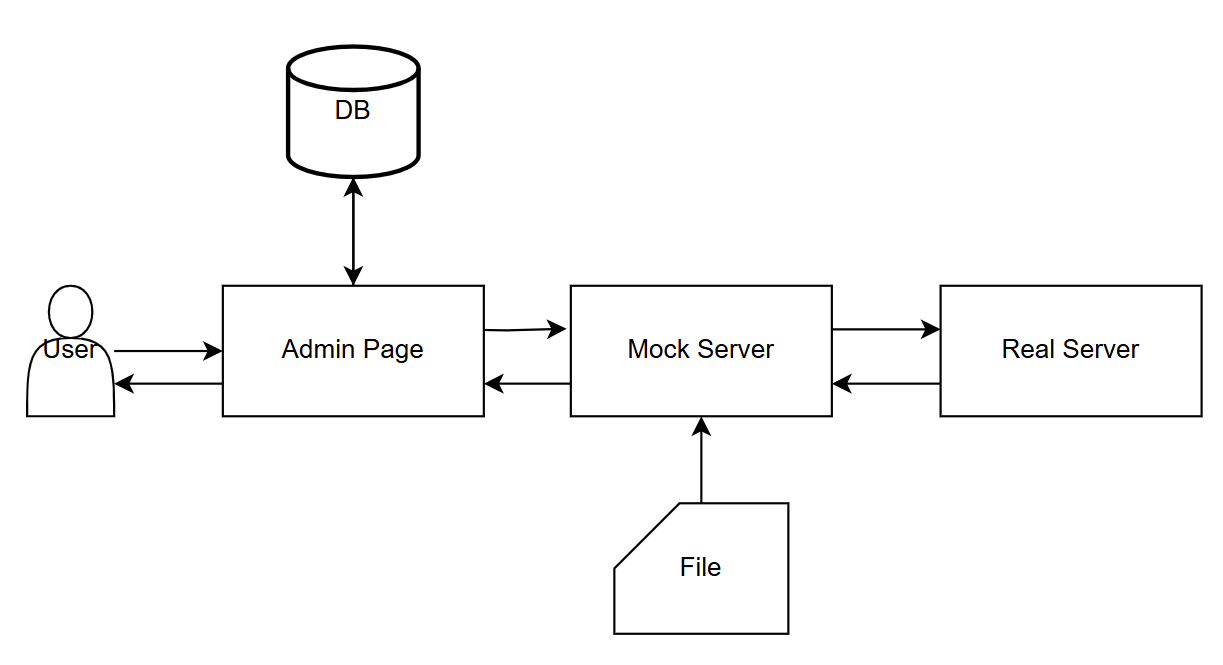 DB
User
Admin Page
Mock Server
Real Server
File